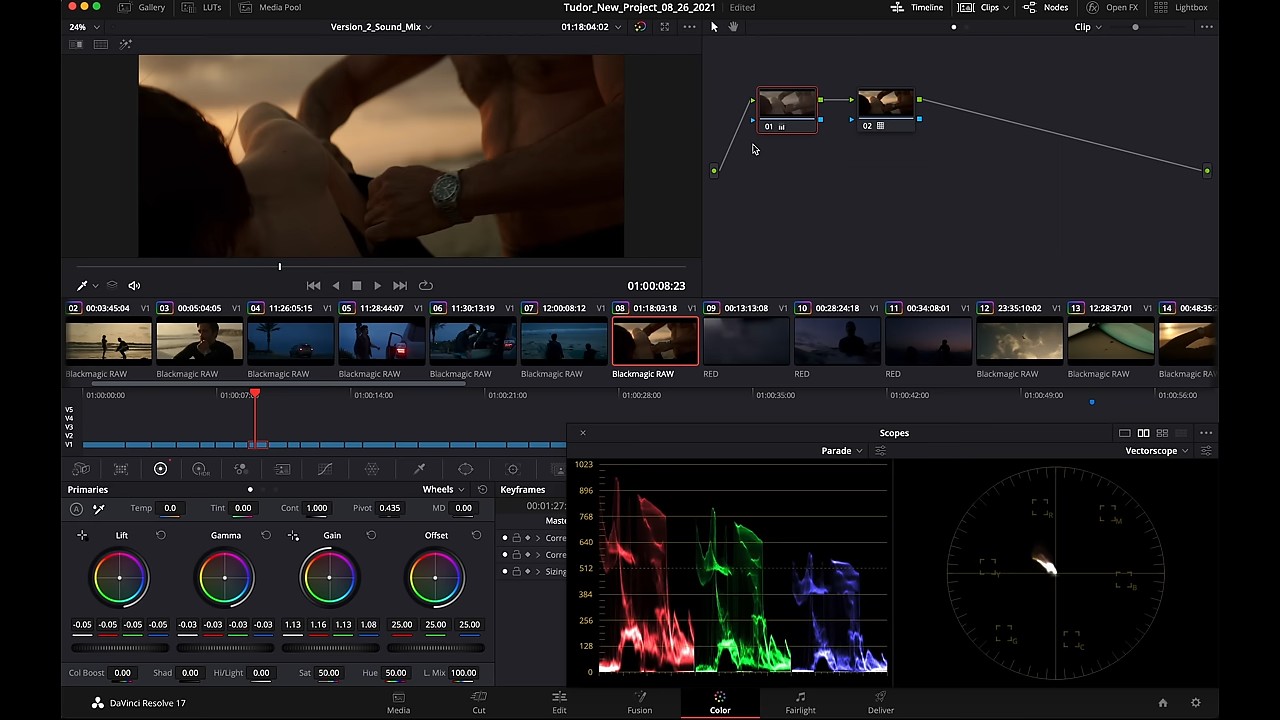 Gallery LUTs Media Pool Tudor_New_Project_08_26_2021 Edited Timeline Clips Nodes Open FX Lightbox
24% Version_2_Sound_Mix 01:18:04:02 Clip
01 02
01:00:08:23
02 00:03:45:04 V1 03 00:05:04:05 V1 04 11:26:05:15 V1 05 11:28:44:07 V1 06 11:30:13:19 V1 07 12:00:08:12 V1 08 01:18:03:18 V1 09 00:13:13:08 V1 10 00:28:24:18 V1 11 00:34:08:01 V1 12 23:35:10:02 V1 13 12:28:37:01 V1 14 00:48:35:
Blackmagic RAW Blackmagic RAW Blackmagic RAW Blackmagic RAW Blackmagic RAW Blackmagic RAW Blackmagic RAW RED RED RED Blackmagic RAW Blackmagic RAW Blackmagic RA
01:00:00:00 01:00:07: 01:00:14:00 01:00:21:00 01:00:28:00 01:00:35:00 01:00:42:00 01:00:49:00 01:00:56:00
V5
V4
V3
V2
V1
Scopes
Parade Vectorscope
Primaries Wheels Keyframes
Temp 0.0 Tint 0.00 Cont 1.000 Pivot 0.435 MD 0.00 00:01:27:
Maste
Lift Gamma Gain Offset
Corre
Corre
Sizing
-0.05 -0.05 -0.05 -0.05 -0.03 -0.03 -0.03 -0.03 1.13 1.16 1.13 1.08 25.00 25.00 25.00
Col Boost 0.00 Shad 0.00 Hi/Light 0.00 Sat 50.00 Hue 50.00 L. Mix 100.00
1023
896
768
640
512
384
256
128
0
R M Y B G C
DaVinci Resolve 17 Media Cut Edit Fusion Color Fairlight Deliver